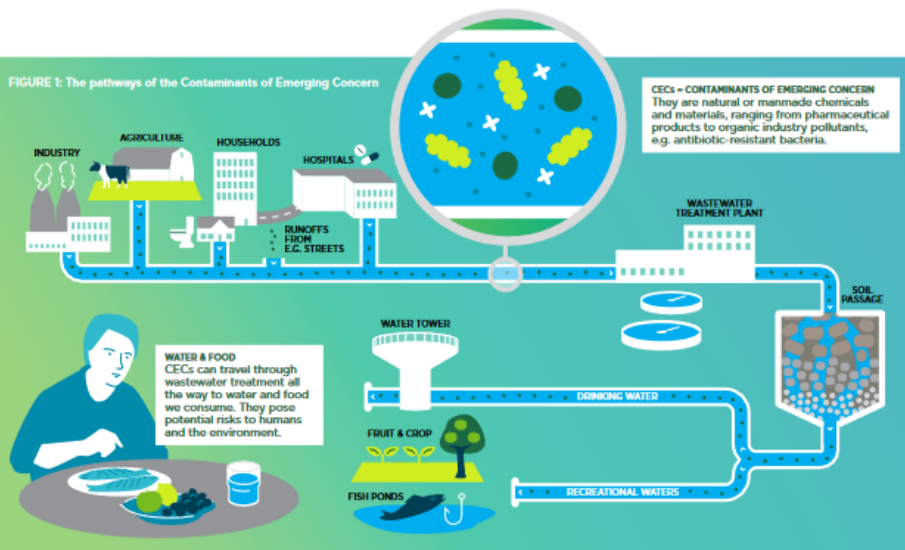 FIGURE 1: The pathways of the Contaminants of Emerging Concern
CECs = CONTAMINANTS OF EMERGING CONCERN
They are natural or manmade chemicals
and materials, ranging from pharmaceutical
products to organic industry pollutants,
e.g. antibiotic-resistant bacteria.
INDUSTRY
AGRICULTURE
HOUSEHOLDS
HOSPITALS
RUNOFFS
FROM
E.G. STREETS
WASTEWATER
TREATMENT PLANT
SOIL
PASSAGE
WATER TOWER
DRINKING WATER
WATER & FOOD
CECs can travel through
wastewater treatment all
the way to water and food
we consume. They pose
potential risks to humans
and the environment.
FRUIT & CROP
FISH PONDS
RECREATIONAL WATERS